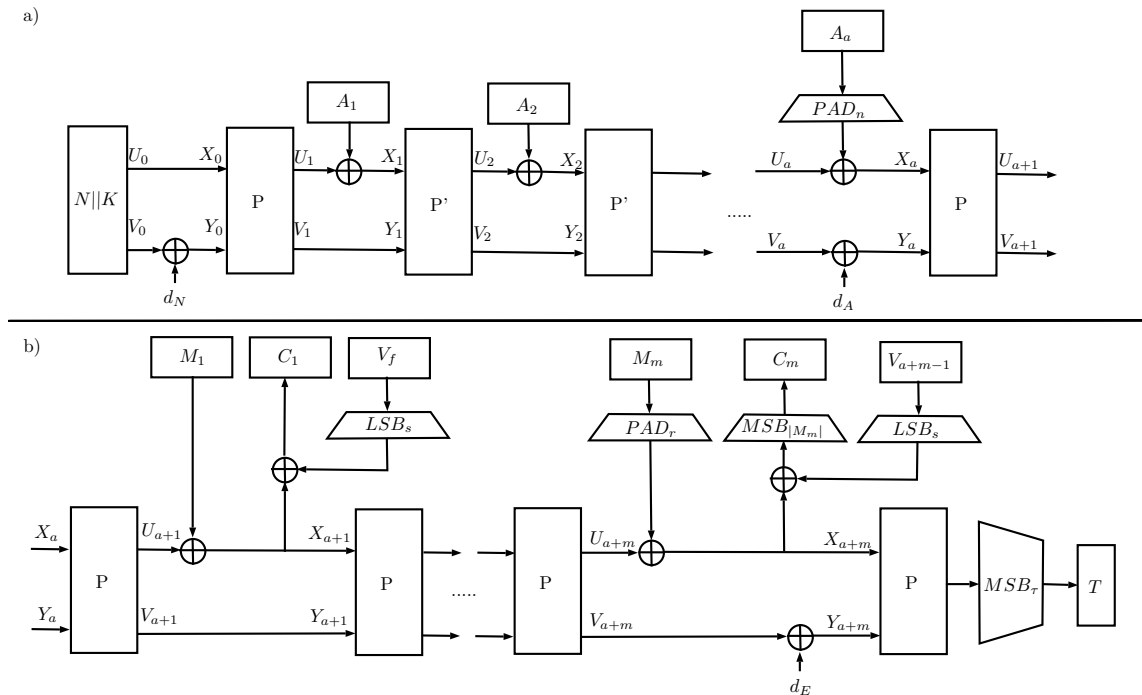 a)
A_a
A_1
A_2
PAD_n
U_0 X_0 U_1 X_1 U_2 X_2 U_a X_a U_{a+1}
N||K P P' P' ..... P
V_0 Y_0 V_1 Y_1 V_2 Y_2 V_a Y_a V_{a+1}
d_N d_A
b)
M_1 C_1 V_f M_m C_m V_{a+m-1}
LSB_s PAD_r MSB_{|M_m|} LSB_s
X_a U_{a+1} X_{a+1} U_{a+m} X_{a+m}
P P ..... P P MSB_τ T
Y_a V_{a+1} Y_{a+1} V_{a+m} Y_{a+m}
d_E